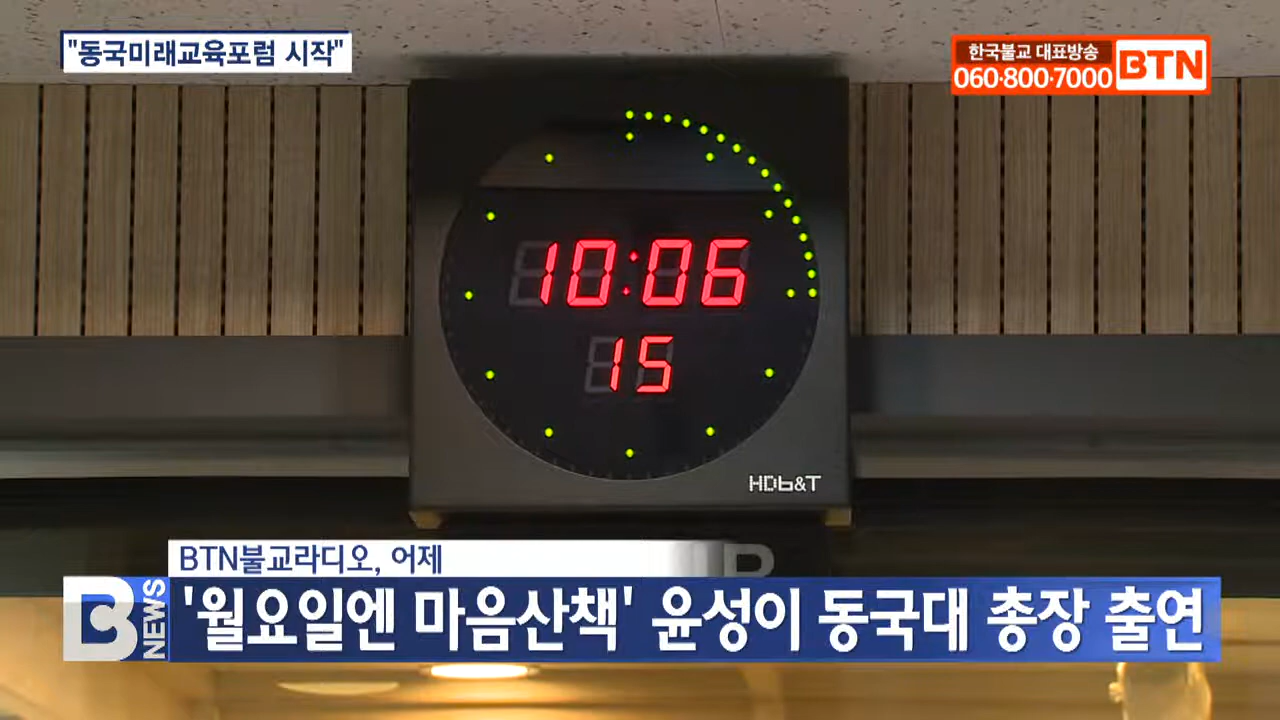 "동국미래교육포럼 시작"
한국불교 대표방송
060·800·7000
BTN
10:06
15
HDb&T
BTN불교라디오, 어제
B NEWS
'월요일엔 마음산책' 윤성이 동국대 총장 출연